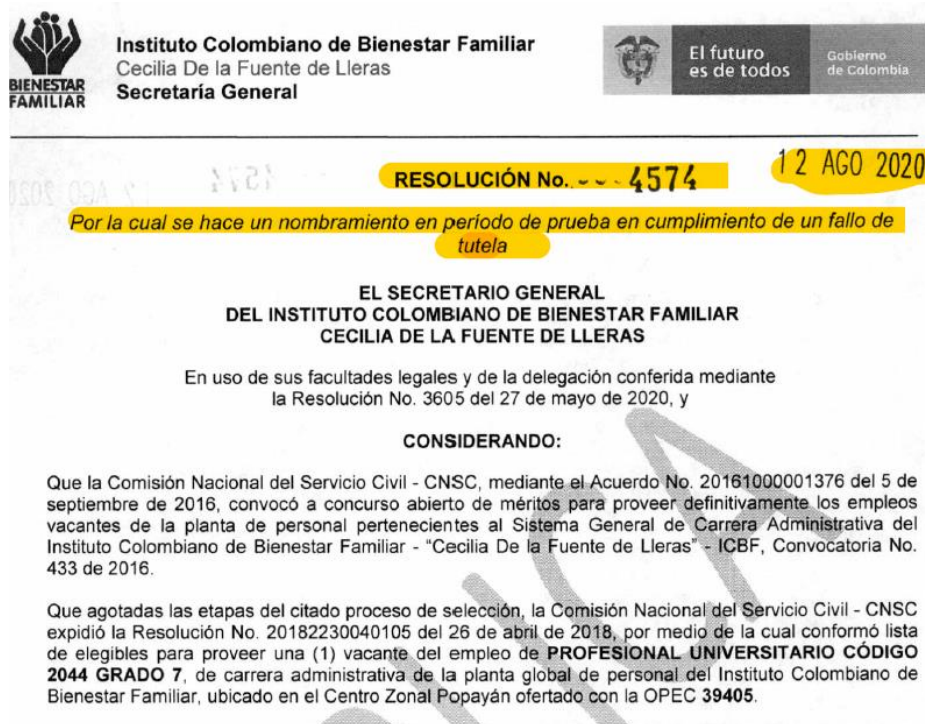 Instituto Colombiano de Bienestar Familiar
Cecilia De la Fuente de Lleras
Secretaría General
BIENESTAR
FAMILIAR
El futuro
es de todos
Gobierno
de Colombia
RESOLUCIÓN No. - - - 4574
12 AGO 2020
Por la cual se hace un nombramiento en período de prueba en cumplimiento de un fallo de
tutela
EL SECRETARIO GENERAL
DEL INSTITUTO COLOMBIANO DE BIENESTAR FAMILIAR
CECILIA DE LA FUENTE DE LLERAS
En uso de sus facultades legales y de la delegación conferida mediante
la Resolución No. 3605 del 27 de mayo de 2020, y
CONSIDERANDO:
Que la Comisión Nacional del Servicio Civil - CNSC, mediante el Acuerdo No. 20161000001376 del 5 de
septiembre de 2016, convocó a concurso abierto de méritos para proveer definitivamente los empleos
vacantes de la planta de personal pertenecientes al Sistema General de Carrera Administrativa del
Instituto Colombiano de Bienestar Familiar - "Cecilia De la Fuente de Lleras" - ICBF, Convocatoria No.
433 de 2016.
Que agotadas las etapas del citado proceso de selección, la Comisión Nacional del Servicio Civil - CNSC
expidió la Resolución No. 20182230040105 del 26 de abril de 2018, por medio de la cual conformó lista
de elegibles para proveer una (1) vacante del empleo de PROFESIONAL UNIVERSITARIO CÓDIGO
2044 GRADO 7, de carrera administrativa de la planta global de personal del Instituto Colombiano de
Bienestar Familiar, ubicado en el Centro Zonal Popayán ofertado con la OPEC 39405.